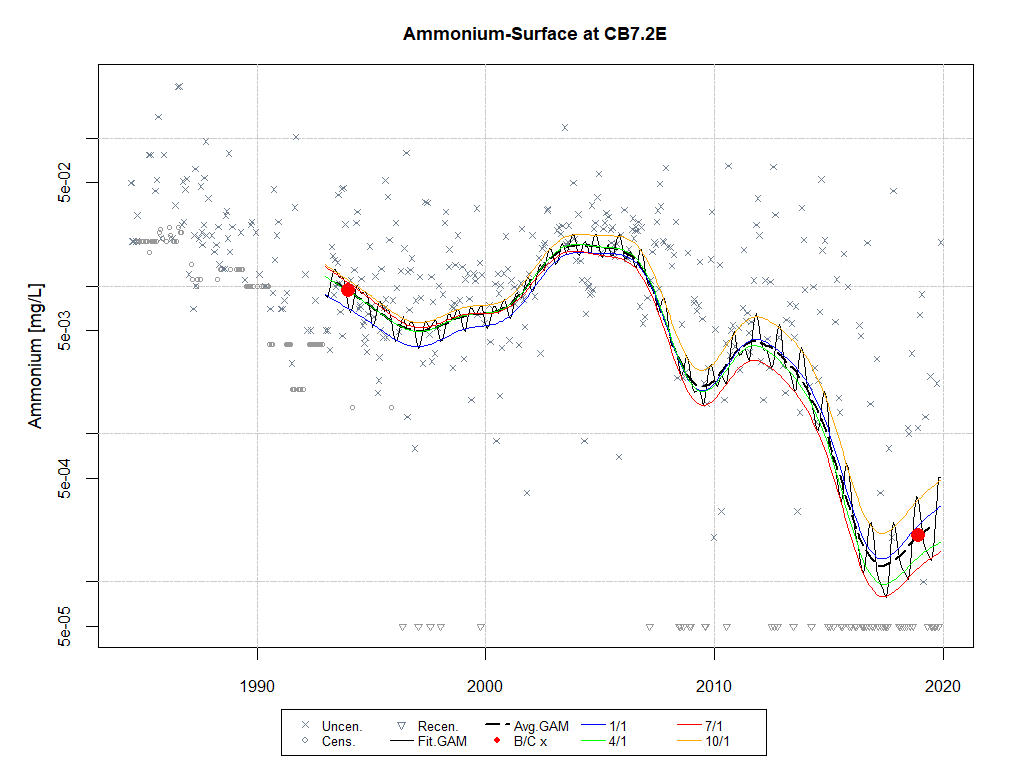 Ammonium-Surface at CB7.2E
Ammonium [mg/L]
5e-02
5e-03
5e-04
5e-05
1990 2000 2010 2020
Uncen. Recen. Avg.GAM 1/1 7/1
Cens. Fit.GAM B/C x 4/1 10/1